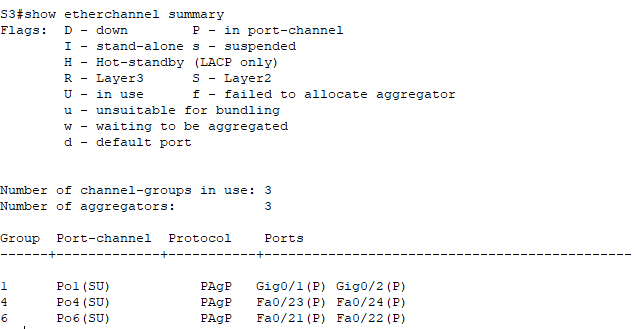 S3#show etherchannel summary
Flags:  D - down        P - in port-channel
        I - stand-alone s - suspended
        H - Hot-standby (LACP only)
        R - Layer3      S - Layer2
        U - in use      f - failed to allocate aggregator
        u - unsuitable for bundling
        w - waiting to be aggregated
        d - default port
Number of channel-groups in use: 3
Number of aggregators:           3
Group  Port-channel  Protocol    Ports
------+-------------+-----------+----------------------------------------------
1      Po1(SU)           PAgP   Gig0/1(P) Gig0/2(P)
4      Po4(SU)           PAgP   Fa0/23(P) Fa0/24(P)
6      Po6(SU)           PAgP   Fa0/21(P) Fa0/22(P)